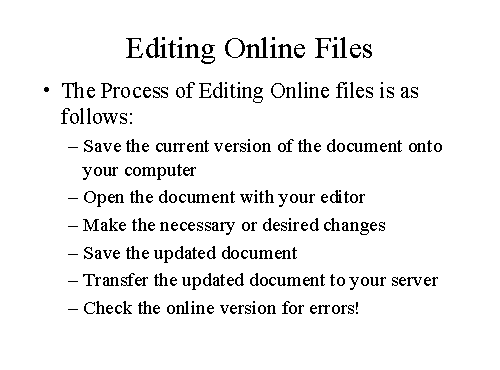 Editing Online Files
• The Process of Editing Online files is as
follows:
– Save the current version of the document onto
your computer
– Open the document with your editor
– Make the necessary or desired changes
– Save the updated document
– Transfer the updated document to your server
– Check the online version for errors!